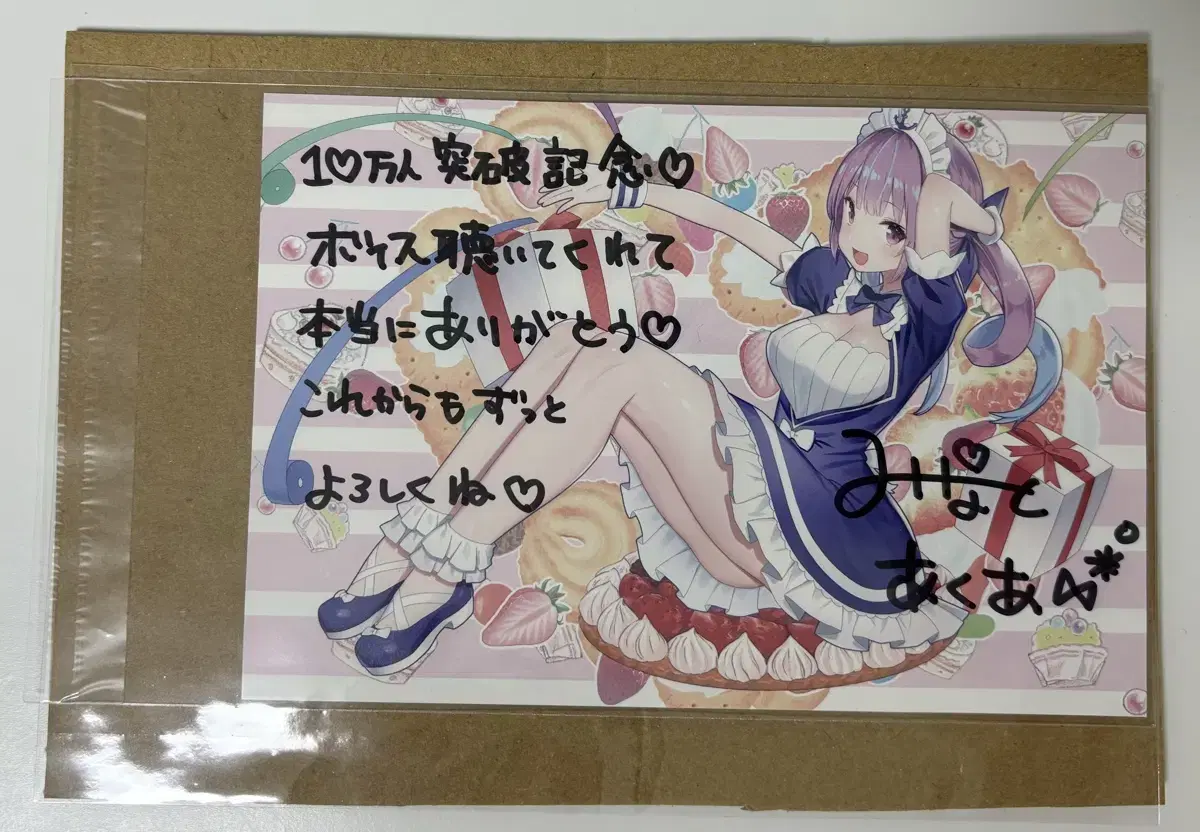 1♡万人 突破 記念♡
ボイス聴いてくれて
本当にありがとう♡
これからもずっと
よろしくね♡
みなと♡
あくあ